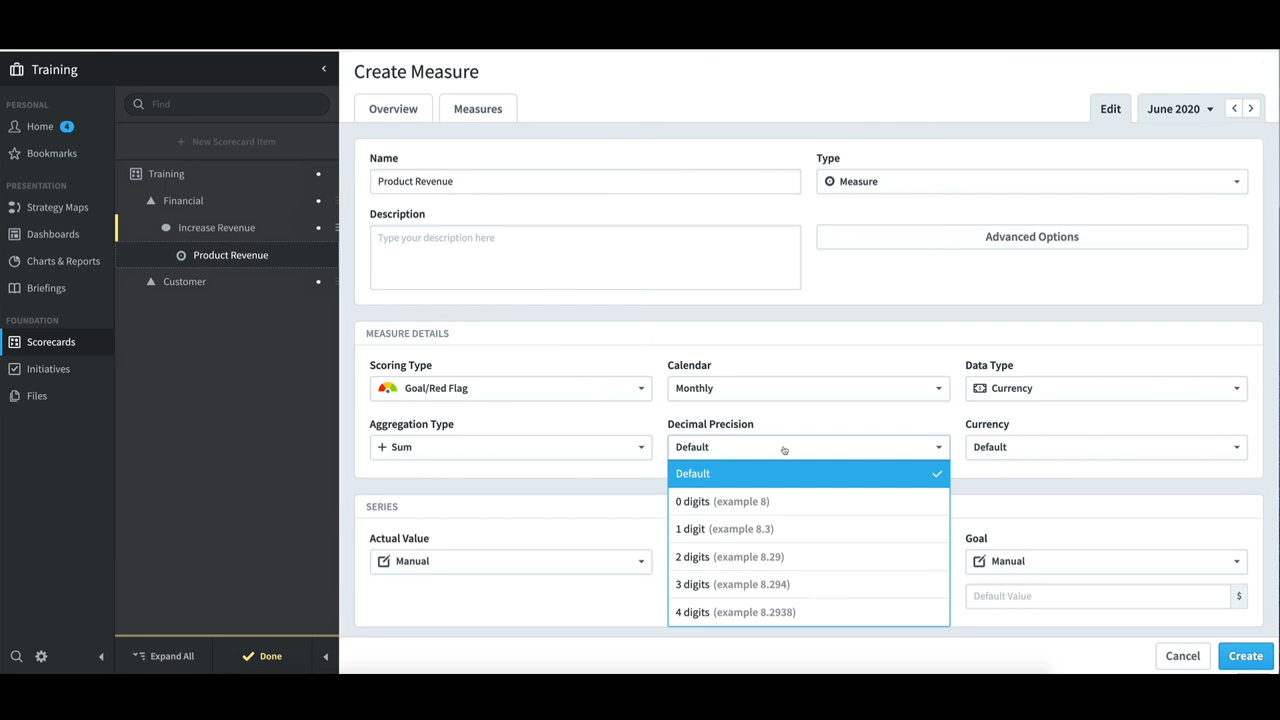 Training
PERSONAL
Home 4
Bookmarks
PRESENTATION
Strategy Maps
Dashboards
Charts & Reports
Briefings
FOUNDATION
Scorecards
Initiatives
Files
Find
+ New Scorecard Item
Training
Financial
Increase Revenue
Product Revenue
Customer
Expand All
Done
Create Measure
Overview
Measures
Edit
June 2020
Name
Product Revenue
Type
Measure
Description
Type your description here
Advanced Options
MEASURE DETAILS
Scoring Type
Goal/Red Flag
Calendar
Monthly
Data Type
Currency
Aggregation Type
+ Sum
Decimal Precision
Default
Currency
Default
Default
0 digits (example 8)
1 digit (example 8.3)
2 digits (example 8.29)
3 digits (example 8.294)
4 digits (example 8.2938)
SERIES
Actual Value
Manual
Goal
Manual
Default Value $
Cancel
Create